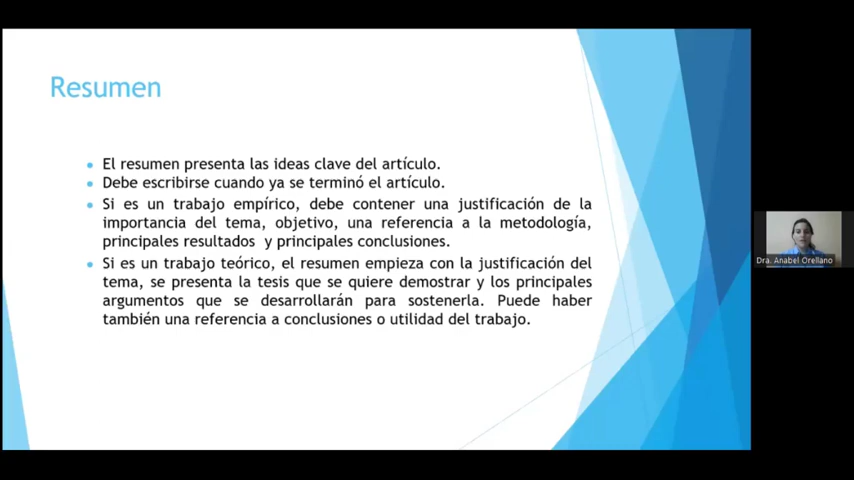 Resumen
El resumen presenta las ideas clave del artículo.
Debe escribirse cuando ya se terminó el artículo.
Si es un trabajo empírico, debe contener una justificación de la
importancia del tema, objetivo, una referencia a la metodología,
principales resultados y principales conclusiones.
Si es un trabajo teórico, el resumen empieza con la justificación del
tema, se presenta la tesis que se quiere demostrar y los principales
argumentos que se desarrollarán para sostenerla. Puede haber
también una referencia a conclusiones o utilidad del trabajo.
Dra. Anabel Orellano